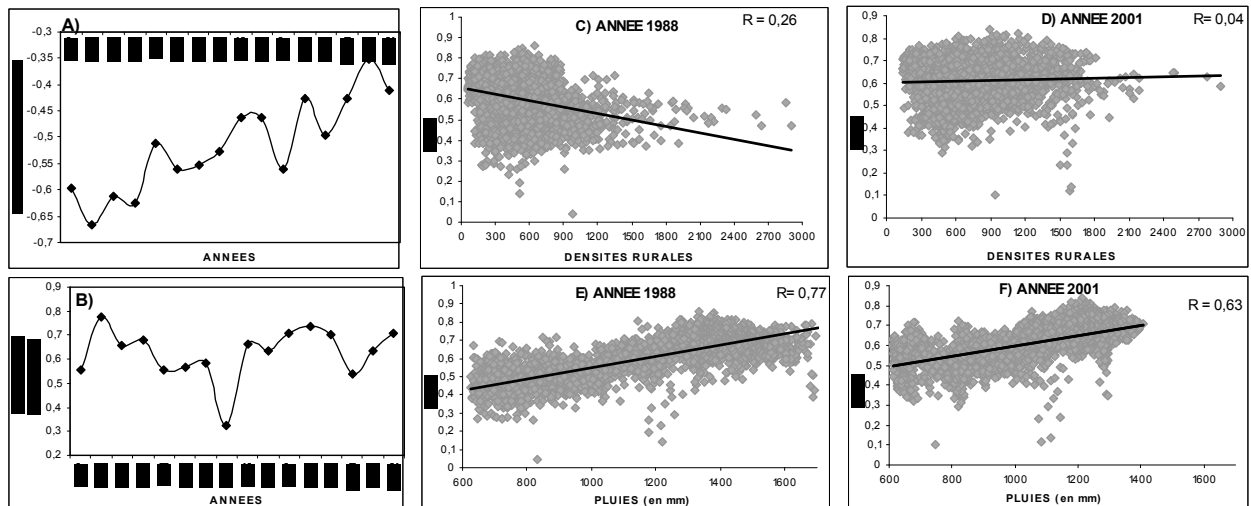 A)
-0,3
-0,35
-0,4
-0,45
-0,5
-0,55
-0,6
-0,65
-0,7
ANNEES
C) ANNEE 1988
R = 0,26
1
0,9
0,8
0,7
0,6
0,5
0,4
0,3
0,2
0,1
0
0 300 600 900 1200 1500 1800 2100 2400 2700 3000
DENSITES RURALES
D) ANNEE 2001
R= 0,04
0,9
0,8
0,7
0,6
0,5
0,4
0,3
0,2
0,1
0
0 300 600 900 1200 1500 1800 2100 2400 2700 3000
DENSITES RURALES
B)
0,9
0,8
0,7
0,6
0,5
0,4
0,3
0,2
ANNEES
E) ANNEE 1988
R= 0,77
1
0,9
0,8
0,7
0,6
0,5
0,4
0,3
0,2
0,1
0
600 800 1000 1200 1400 1600
PLUIES (en mm)
F) ANNEE 2001
R = 0,63
0,9
0,8
0,7
0,6
0,5
0,4
0,3
0,2
0,1
0
600 800 1000 1200 1400 1600
PLUIES (en mm)